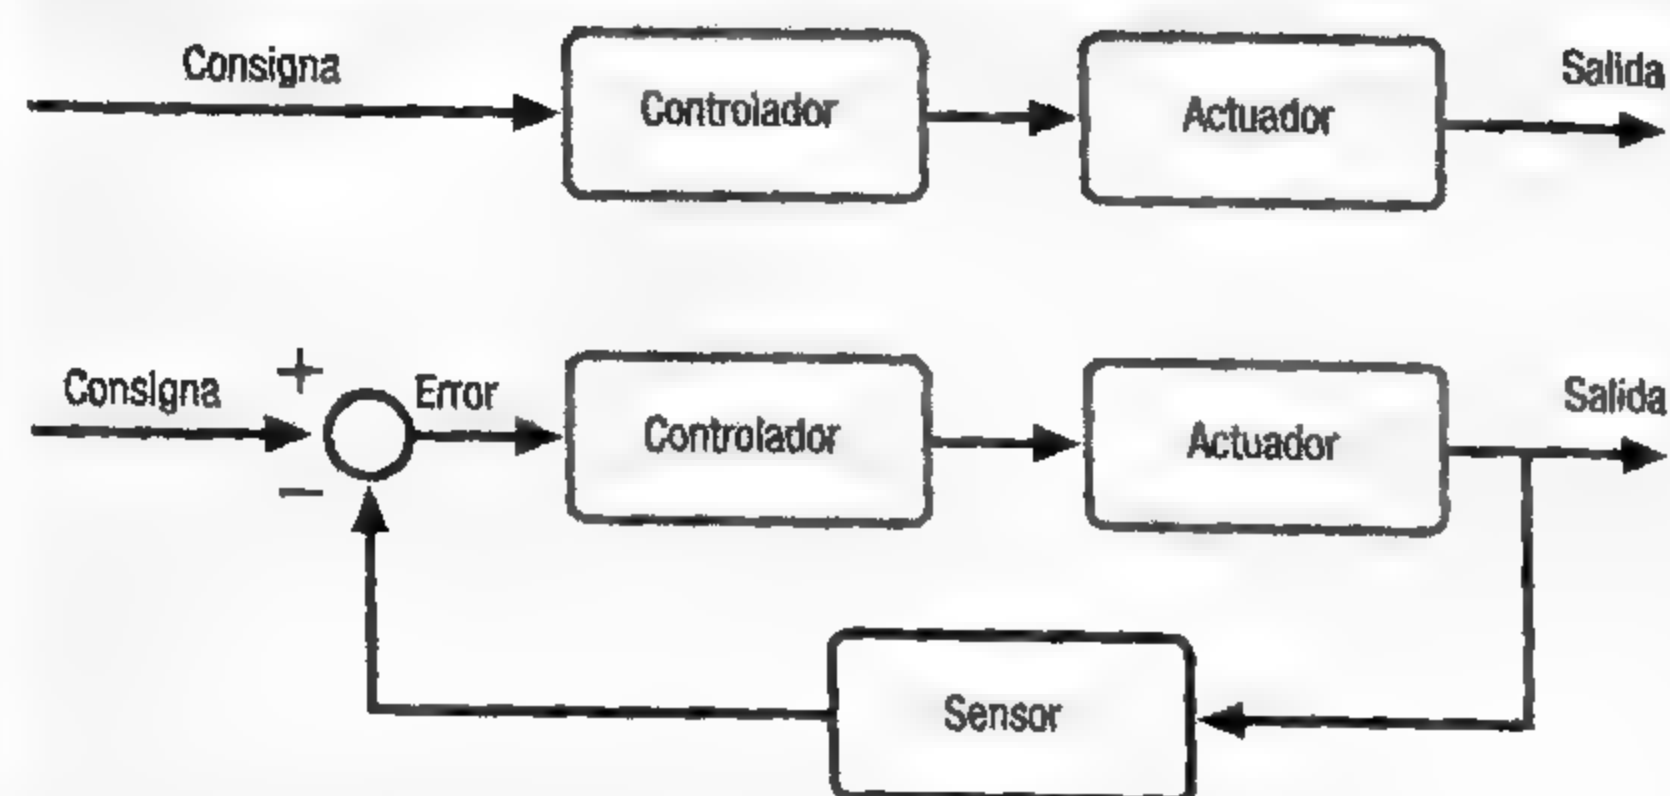 Consigna
Controlador
Actuador
Salida
Consigna
+
−
Error
Controlador
Actuador
Salida
Sensor